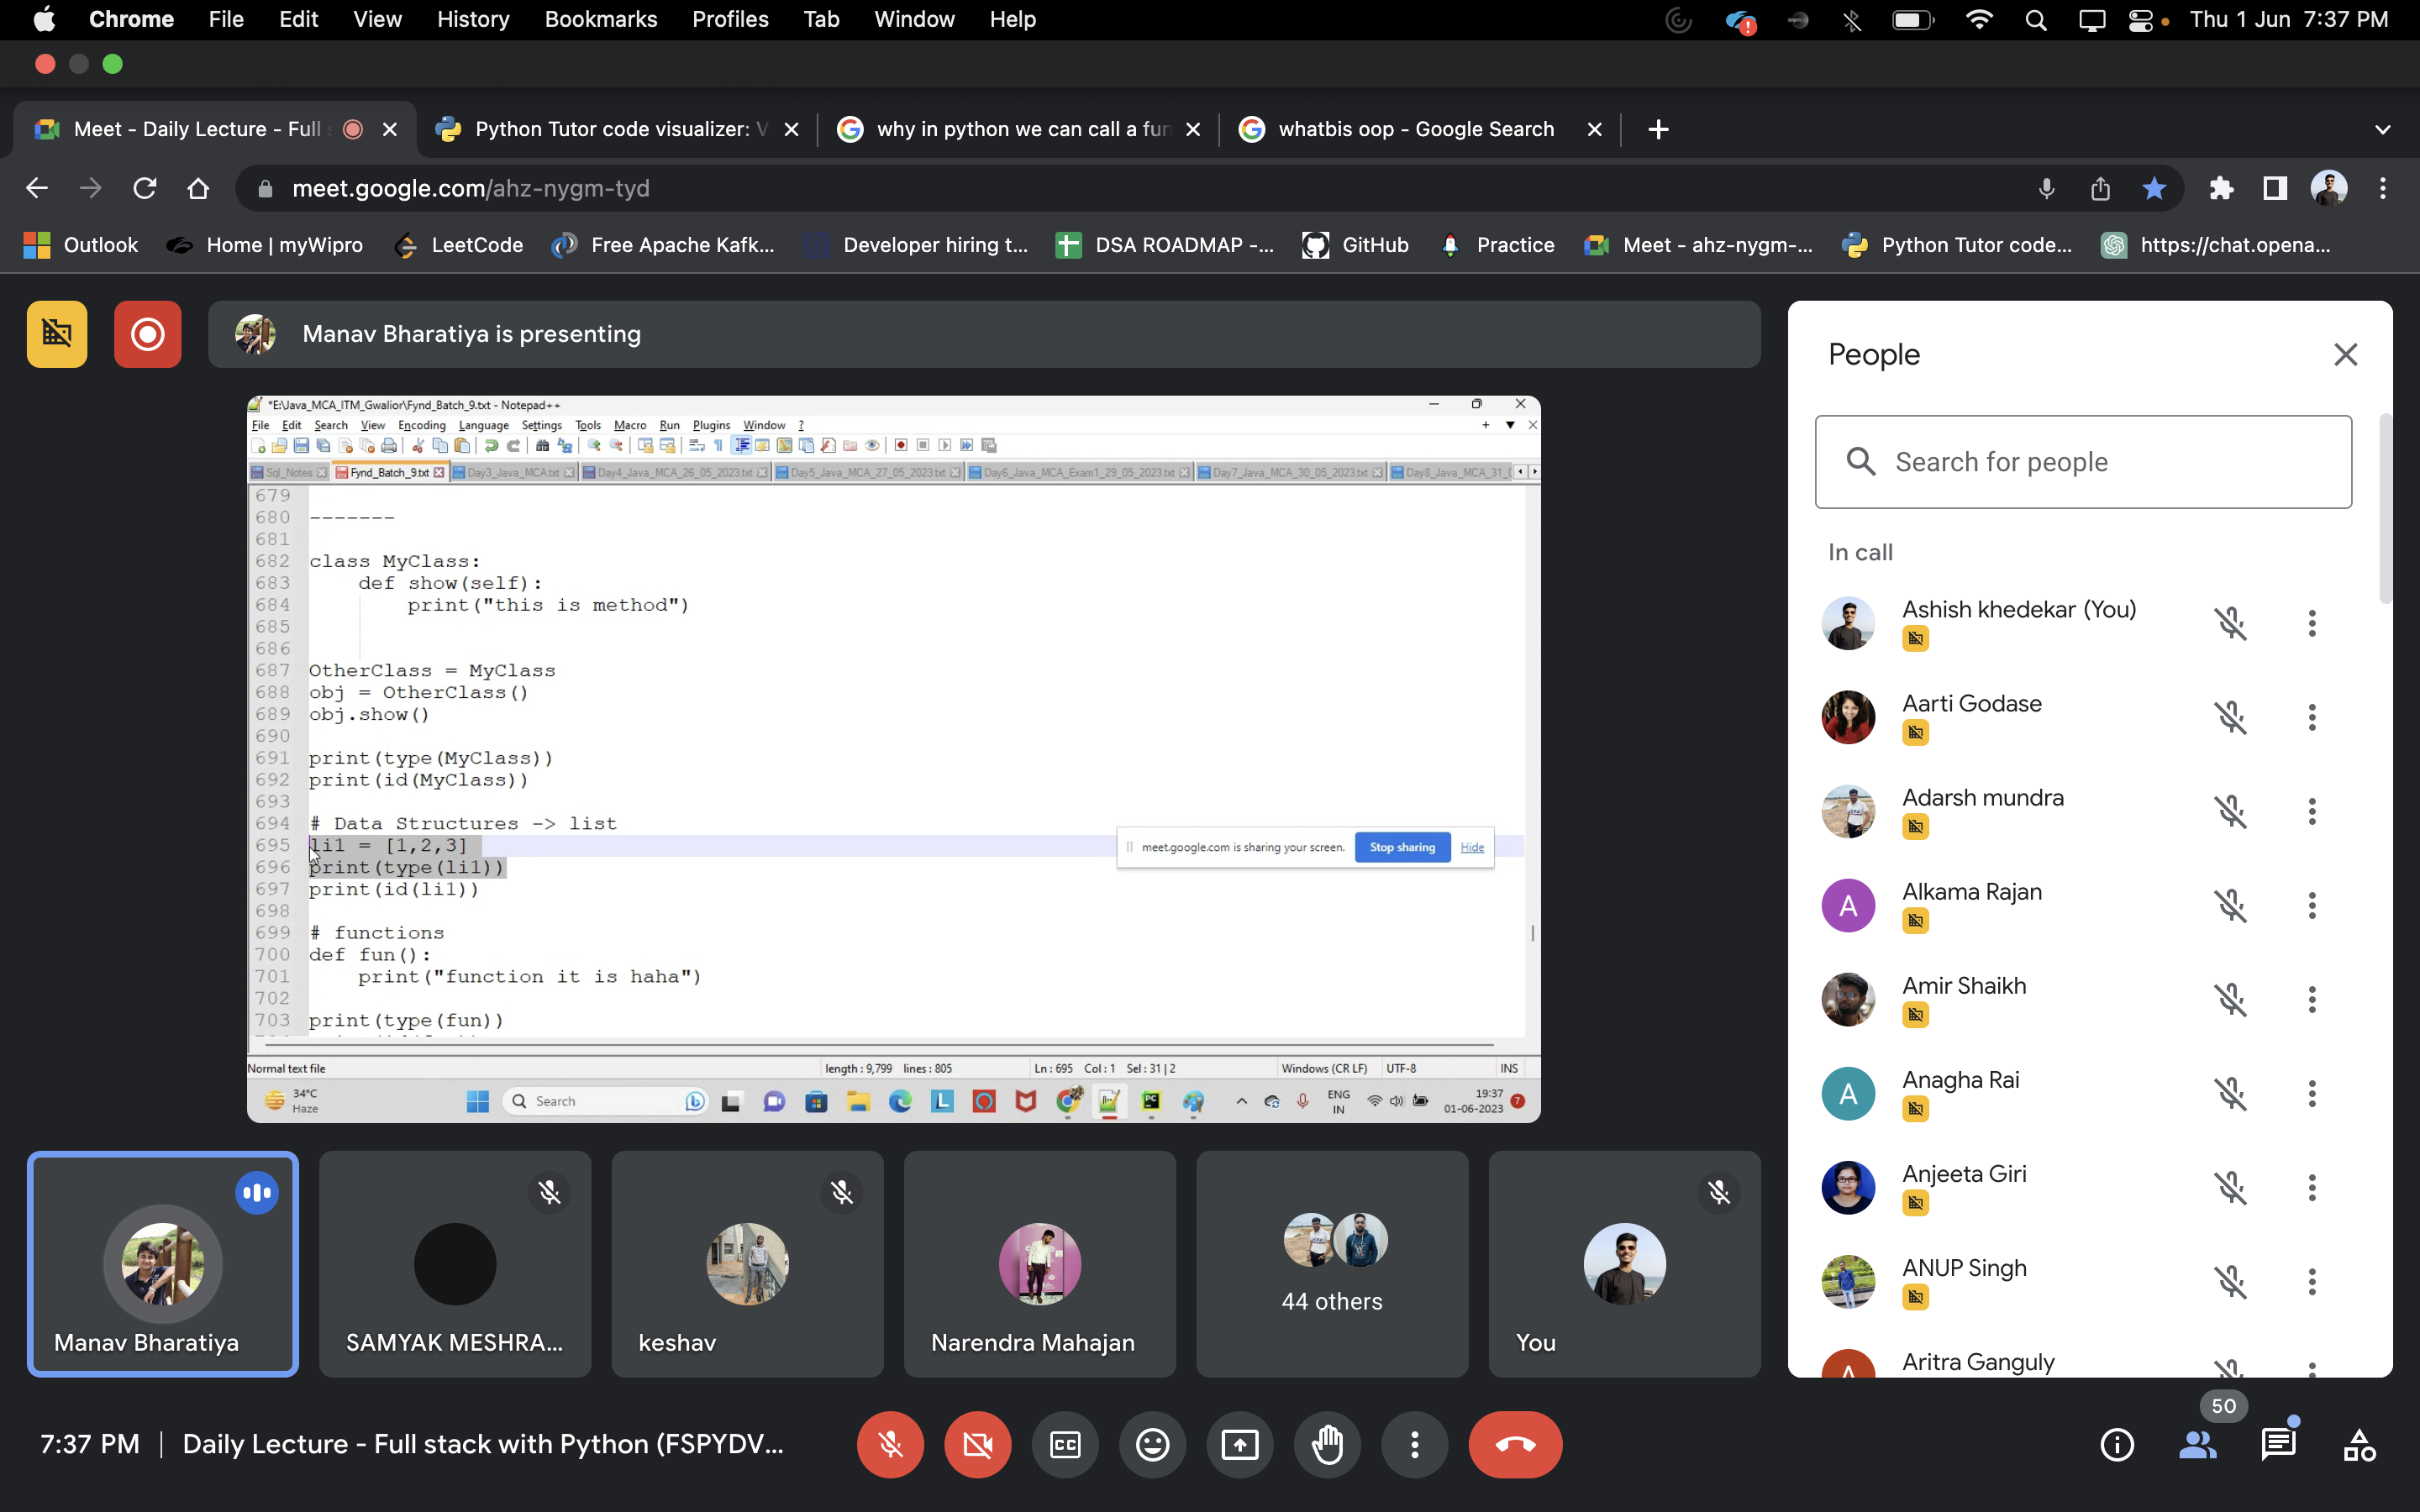 Chrome File Edit View History Bookmarks Profiles Tab Window Help Thu 1 Jun 7:37 PM
Meet - Daily Lecture - Full Python Tutor code visualizer: V why in python we can call a fun whatbis oop - Google Search
meet.google.com/ahz-nygm-tyd
Outlook Home | myWipro LeetCode Free Apache Kafk... Developer hiring t... DSA ROADMAP -... GitHub Practice Meet - ahz-nygm-... Python Tutor code... https://chat.opena...
Manav Bharatiya is presenting
*E:\Java_MCA_ITM_Gwalior\Fynd_Batch_9.txt - Notepad++
File Edit Search View Encoding Language Settings Tools Macro Run Plugins Window ?
Sql_Notes Fynd_Batch_9.txt Day3_Java_MCA.txt Day4_Java_MCA_26_05_2023.txt Day5_Java_MCA_27_05_2023.txt Day6_Java_MCA_Exam1_29_05_2023.txt Day7_Java_MCA_30_05_2023.txt Day8_Java_MCA_31_
679
680 -------
681
682 class MyClass:
683 def show(self):
684 print("this is method")
685
686
687 OtherClass = MyClass
688 obj = OtherClass()
689 obj.show()
690
691 print(type(MyClass))
692 print(id(MyClass))
693
694 # Data Structures -> list
695 li1 = [1,2,3]
696 print(type(li1))
697 print(id(li1))
698
699 # functions
700 def fun():
701 print("function it is haha")
702
703 print(type(fun))
meet.google.com is sharing your screen. Stop sharing Hide
Normal text file length : 9,799 lines : 805 Ln : 695 Col : 1 Sel : 31 | 2 Windows (CR LF) UTF-8 INS
34°C
Haze
Search
ENG
IN
19:37
01-06-2023
7
Manav Bharatiya
SAMYAK MESHRA...
keshav
Narendra Mahajan
44 others
You
People
Search for people
In call
Ashish khedekar (You)
Aarti Godase
Adarsh mundra
A Alkama Rajan
Amir Shaikh
A Anagha Rai
Anjeeta Giri
ANUP Singh
A Aritra Ganguly
7:37 PM | Daily Lecture - Full stack with Python (FSPYDV...
CC
50